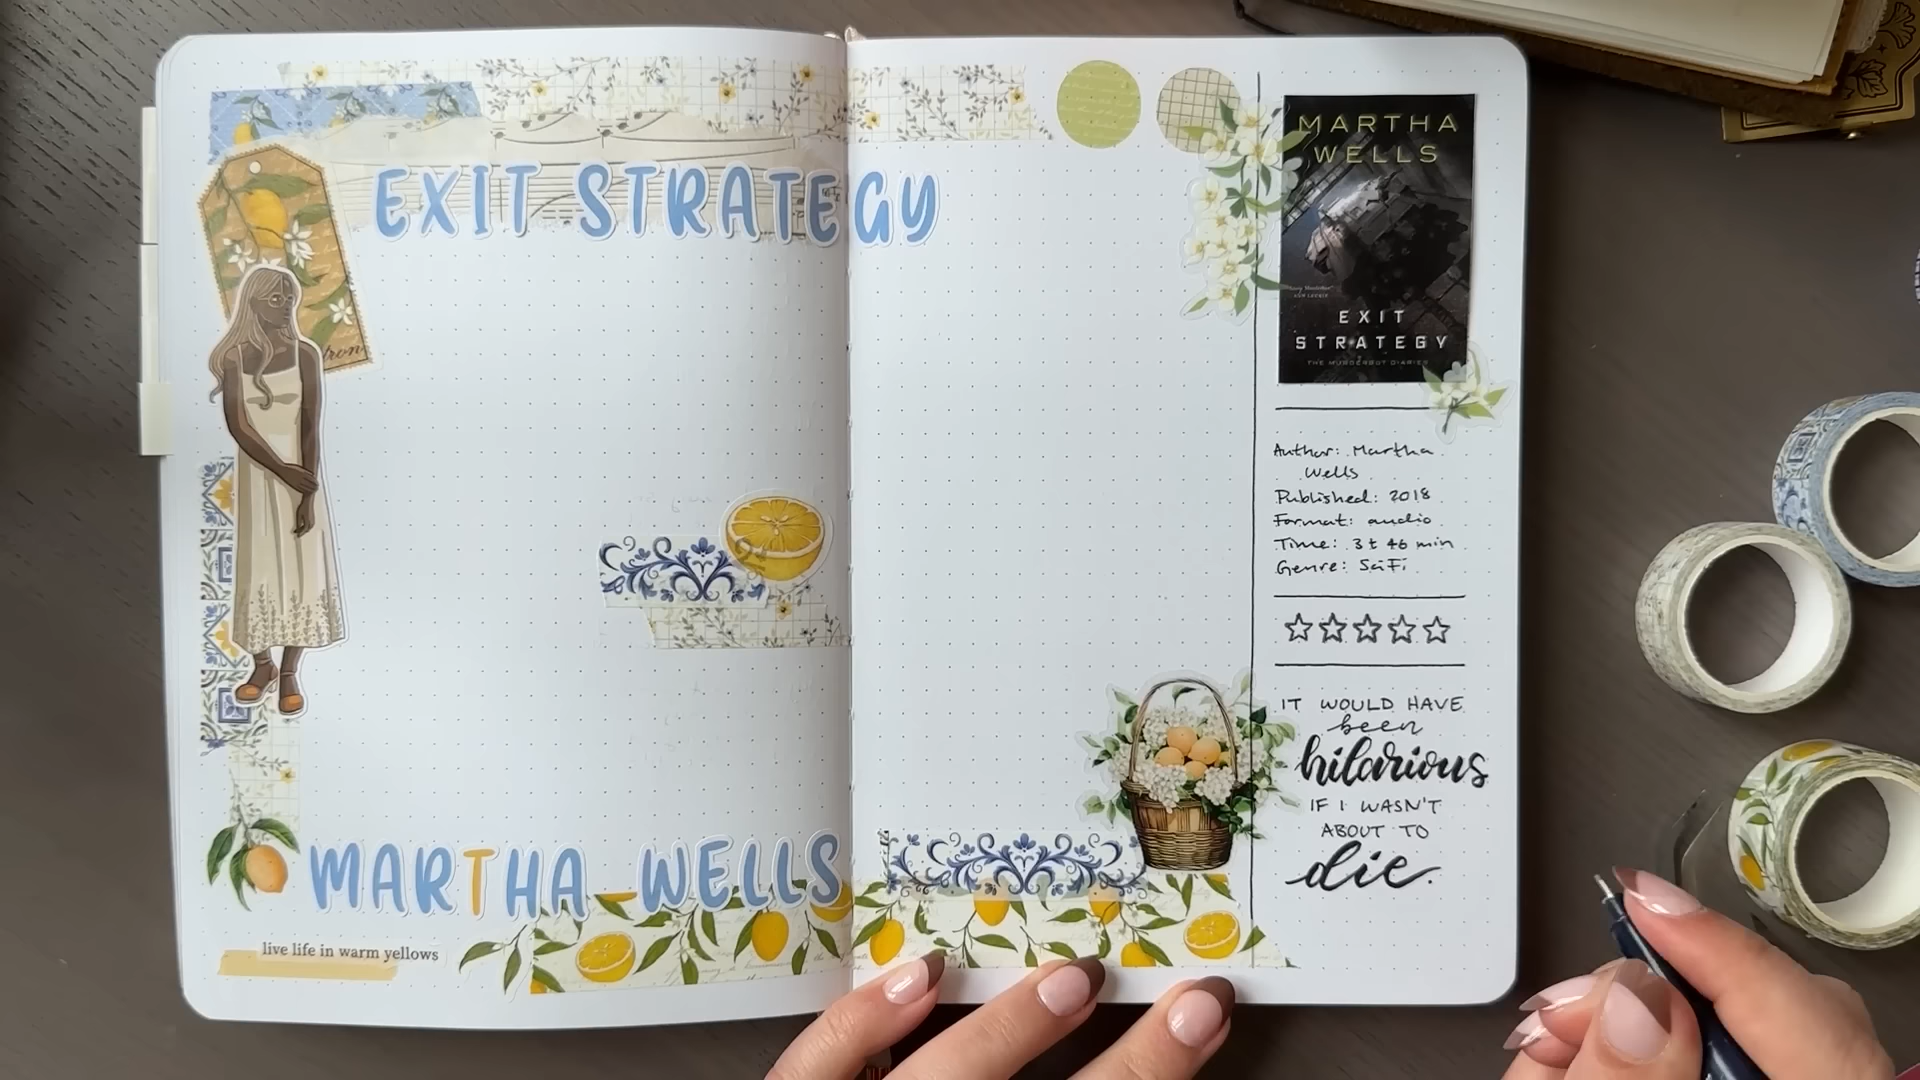 EXIT STRATEGY
tron
MARTHA WELLS
live life in warm yellows
MARTHA
WELLS
EXIT
STRATEGY
THE MURDERBOT DIARIES
Author: Martha
Wells
Published: 2018
Format: audio
Time: 3t 46 min
Genre: SciFi
IT WOULD HAVE
been
hilarious
IF I WASN'T
ABOUT TO
die.